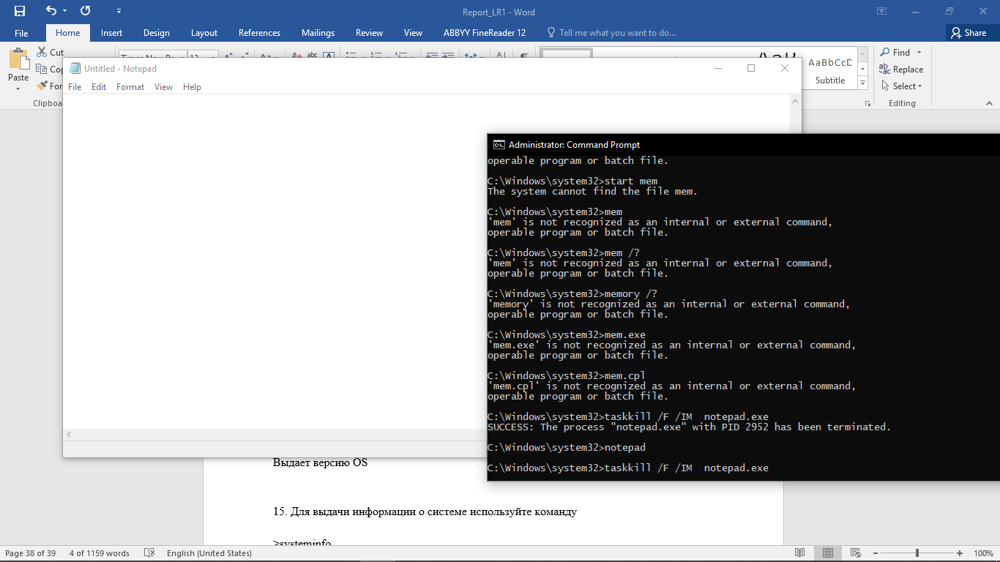 Report_LR1 - Word
File Home Insert Design Layout References Mailings Review View ABBYY FineReader 12 Tell me what you want to do... Share
Cut
Paste
Clipboa
AaBbCcD
Subtitle
Find
Replace
Select
Editing
Untitled - Notepad
File Edit Format View Help
Administrator: Command Prompt
operable program or batch file.
C:\Windows\system32>start mem
The system cannot find the file mem.
C:\Windows\system32>mem
'mem' is not recognized as an internal or external command,
operable program or batch file.
C:\Windows\system32>mem /?
'mem' is not recognized as an internal or external command,
operable program or batch file.
C:\Windows\system32>memory /?
'memory' is not recognized as an internal or external command,
operable program or batch file.
C:\Windows\system32>mem.exe
'mem.exe' is not recognized as an internal or external command,
operable program or batch file.
C:\Windows\system32>mem.cpl
'mem.cpl' is not recognized as an internal or external command,
operable program or batch file.
C:\Windows\system32>taskkill /F /IM  notepad.exe
SUCCESS: The process "notepad.exe" with PID 2952 has been terminated.
C:\Windows\system32>notepad
C:\Windows\system32>taskkill /F /IM  notepad.exe
Выдает версию OS
15. Для выдачи информации о системе используйте команду
>systeminfo
Page 38 of 39 4 of 1159 words English (United States) 100%